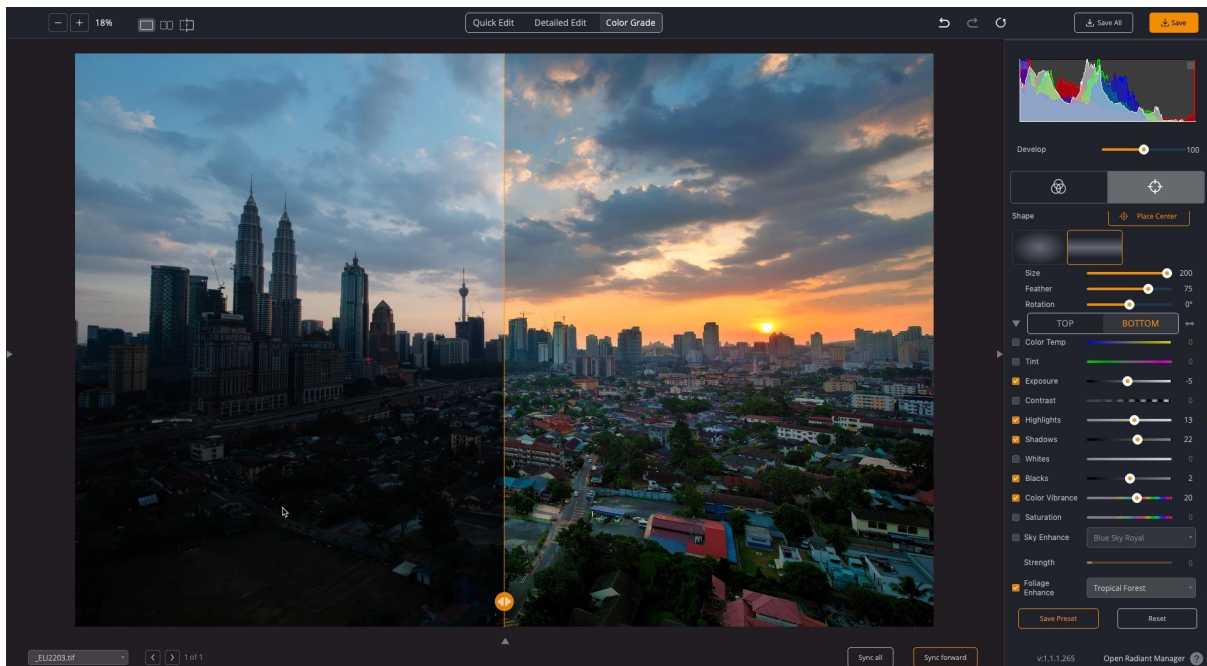 18%
Quick Edit Detailed Edit Color Grade
Save All
Save
Develop 100
Shape
Place Center
Size 200
Feather 75
Rotation 0°
TOP BOTTOM
Color Temp 0
Tint 0
Exposure -5
Contrast 0
Highlights 13
Shadows 22
Whites 0
Blacks 2
Color Vibrance 20
Saturation 0
Sky Enhance Blue Sky Royal
Strength 0
Foliage
Enhance
Tropical Forest
Save Preset Reset
_ELI2203.tif 1 of 1 Sync all Sync forward v:1.1.1.265 Open Radiant Manager ?